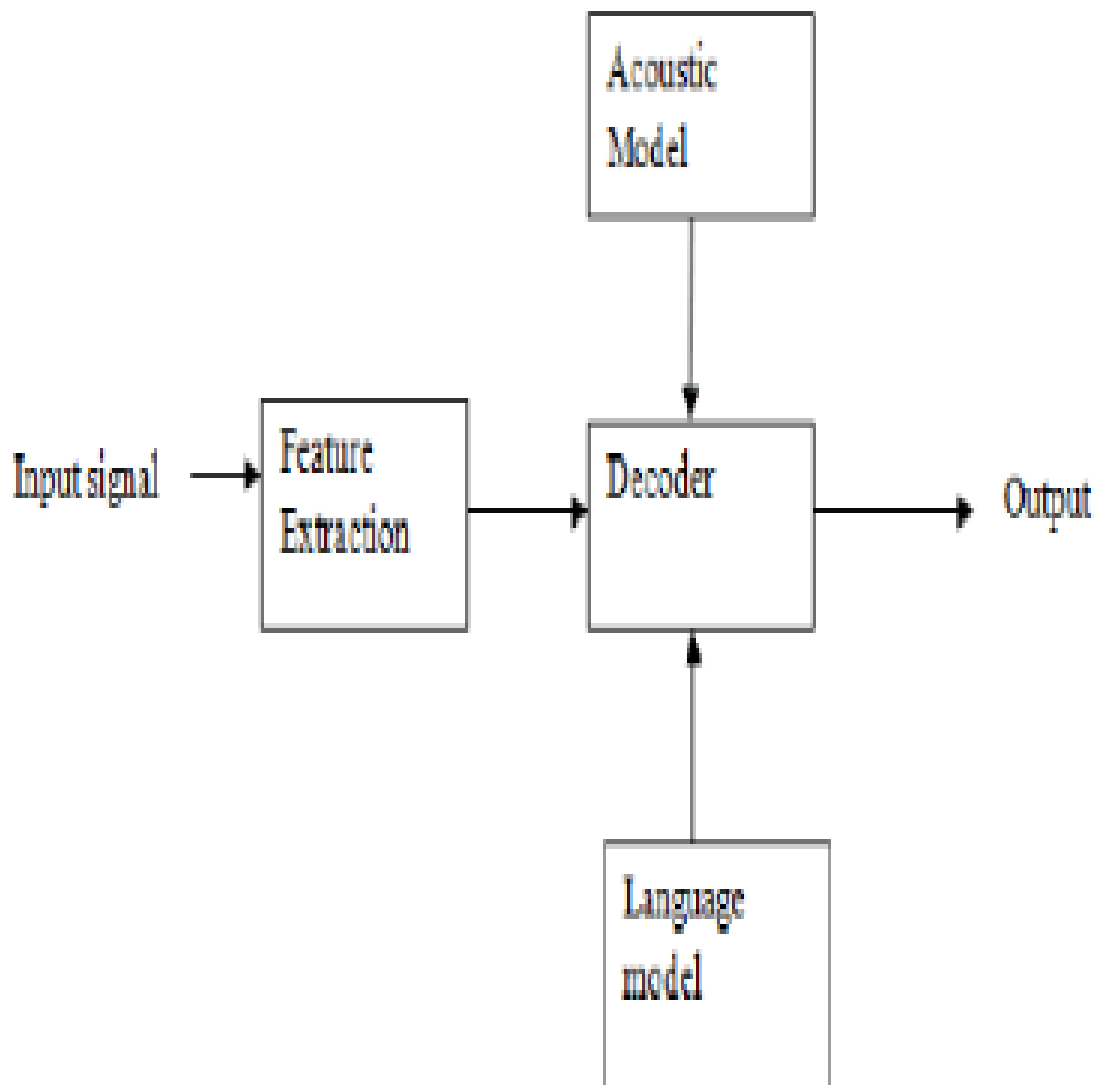 Acoustic
Model
Input signal
Feature
Extraction
Decoder
Output
Language
model